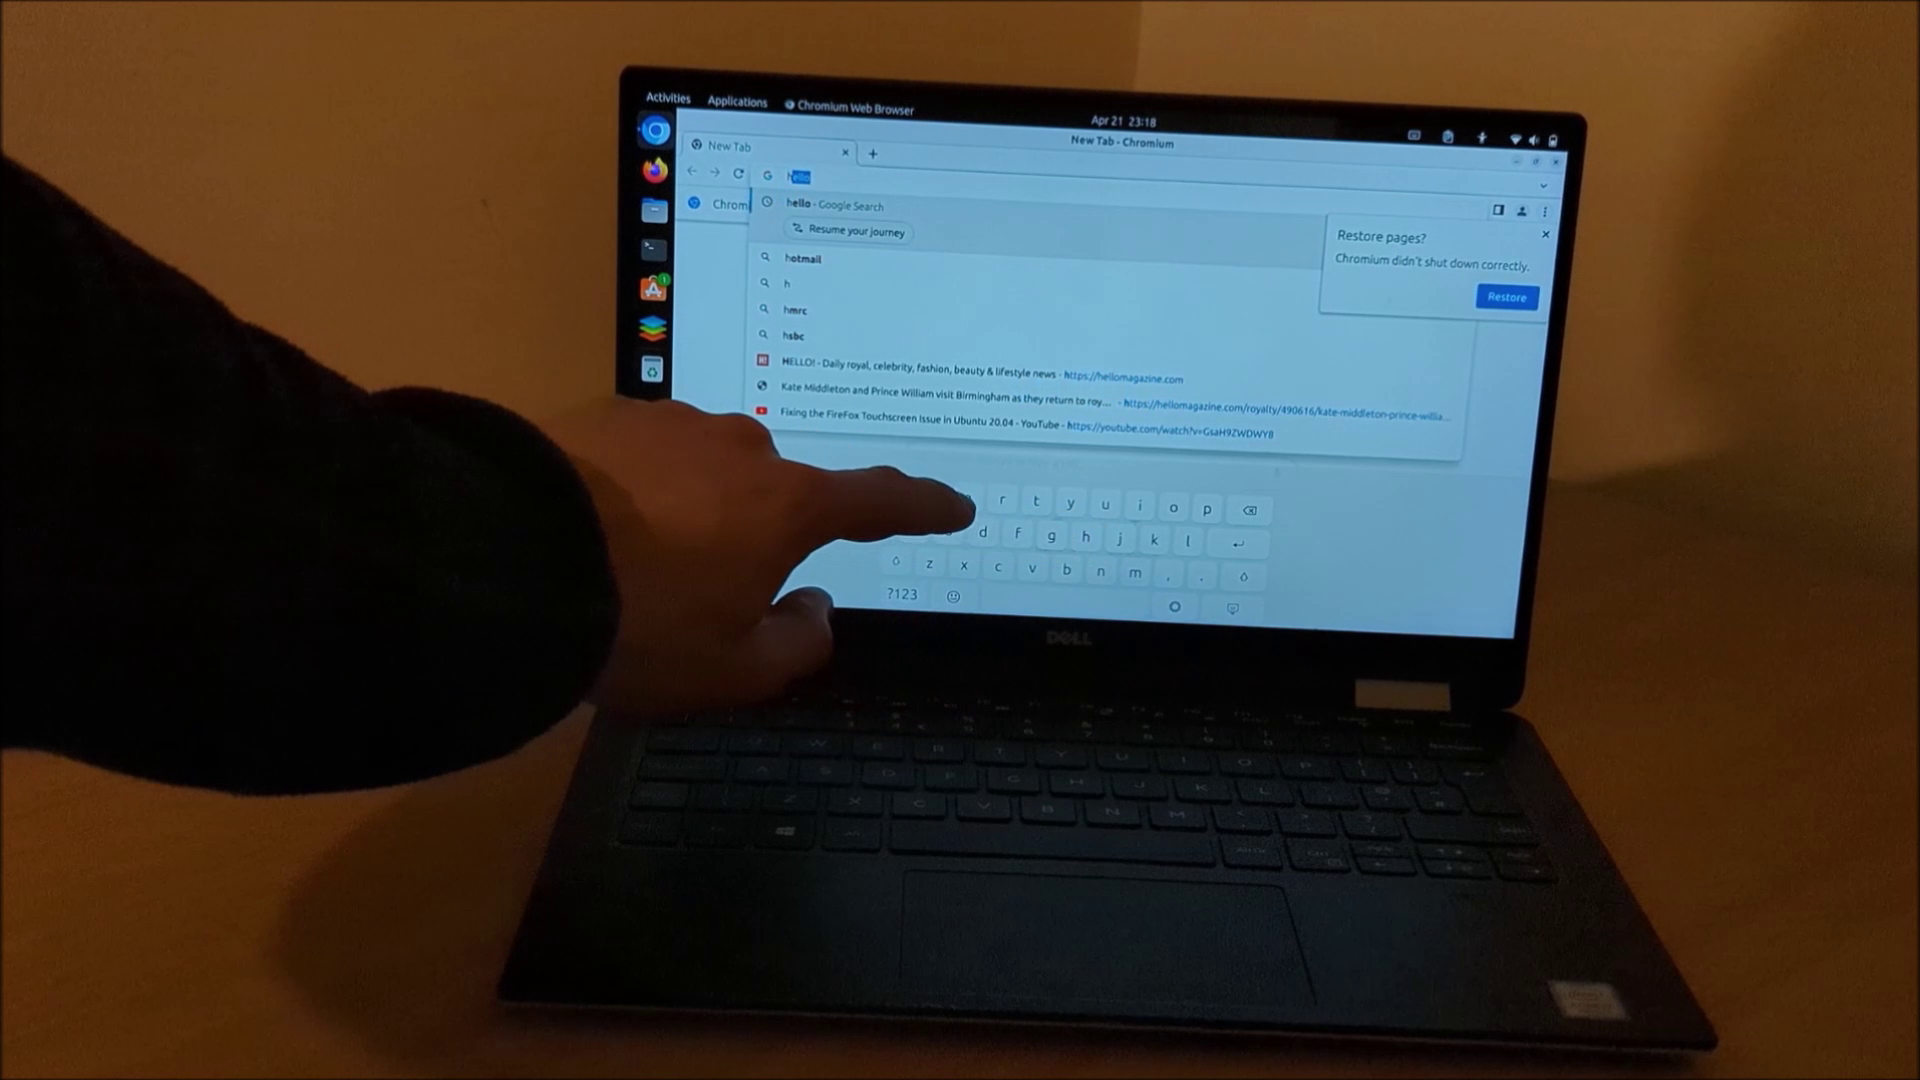 Activities Applications Chromium Web Browser
Apr 21 23:18
New Tab - Chromium
New Tab
hello
Chrom
hello - Google Search
Resume your journey
hotmail
h
hmrc
hsbc
HELLO! - Daily royal, celebrity, fashion, beauty & lifestyle news - https://hellomagazine.com
Kate Middleton and Prince William visit Birmingham as they return to roy... - https://hellomagazine.com/royalty/490616/kate-middleton-prince-willia...
Fixing the FireFox Touchscreen Issue in Ubuntu 20.04 - YouTube - https://youtube.com/watch?v=GsaH9ZWDWY8
Restore pages?
Chromium didn't shut down correctly.
Restore
r t y u i o p
d f g h j k l
z x c v b n m , .
?123
DELL